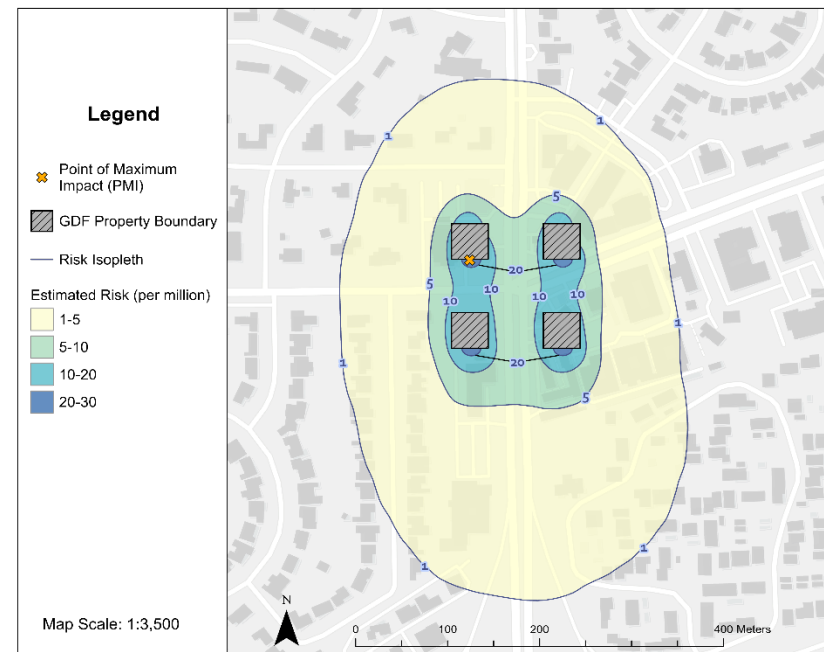 Legend
Point of Maximum
Impact (PMI)
GDF Property Boundary
Risk Isopleth
Estimated Risk (per million)
1-5
5-10
10-20
20-30
Map Scale: 1:3,500
1
1
5
20
5
10
10
10
1
1
20
5
1
1
N
0
100
200
400 Meters